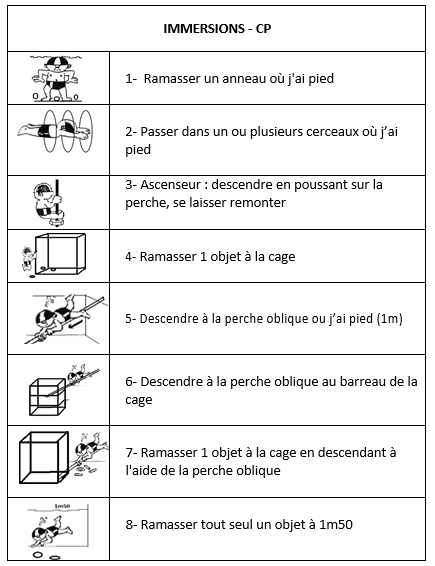 IMMERSIONS - CP
1- Ramasser un anneau où j'ai pied
2- Passer dans un ou plusieurs cerceaux où j’ai
pied
3- Ascenseur : descendre en poussant sur la
perche, se laisser remonter
4- Ramasser 1 objet à la cage
5- Descendre à la perche oblique ou j’ai pied (1m)
6- Descendre à la perche oblique au barreau de la
cage
7- Ramasser 1 objet à la cage en descendant à
l'aide de la perche oblique
1m50
8- Ramasser tout seul un objet à 1m50